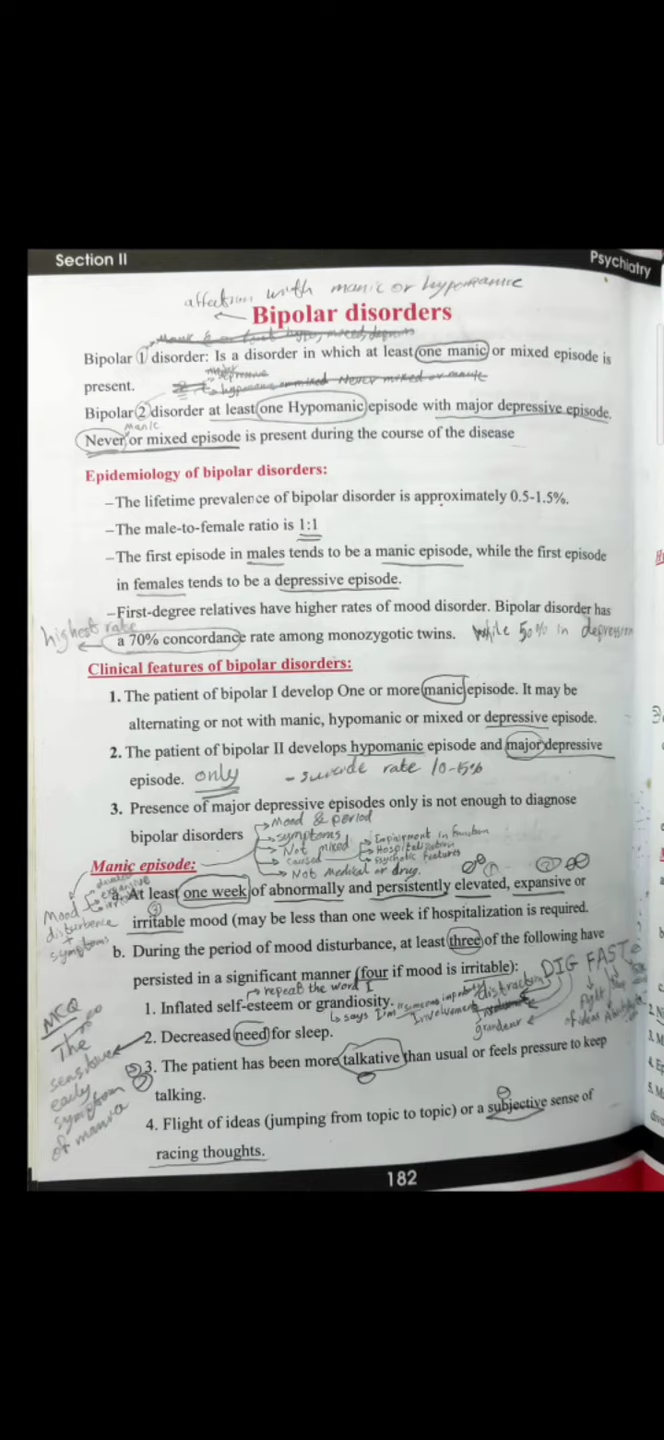 Section II
Psychiatry
affection with manic or hypomanic
Bipolar disorders
Bipolar 1 disorder: Is a disorder in which at least one manic or mixed episode is
present.
Bipolar 2 disorder at least one Hypomanic episode with major depressive episode.
Manic
Never or mixed episode is present during the course of the disease
Epidemiology of bipolar disorders:
–The lifetime prevalence of bipolar disorder is approximately 0.5-1.5%.
–The male-to-female ratio is 1:1
–The first episode in males tends to be a manic episode, while the first episode
in females tends to be a depressive episode.
–First-degree relatives have higher rates of mood disorder. Bipolar disorder has
highest rate
a 70% concordance rate among monozygotic twins. while 50% in depression
Clinical features of bipolar disorders:
1. The patient of bipolar I develop One or more manic episode. It may be
alternating or not with manic, hypomanic or mixed or depressive episode.
2. The patient of bipolar II develops hypomanic episode and major depressive
episode. only - suicide rate 10-15%
3. Presence of major depressive episodes only is not enough to diagnose
bipolar disorders
Mood & period
symptoms
Not mixed
caused
Impairment in function
Hospitalization
Psychotic features
Not medical or drug.
Manic episode:
Mood
disturbence
+
symptoms
a. At least one week of abnormally and persistently elevated, expansive or
irritable mood (may be less than one week if hospitalization is required.
b. During the period of mood disturbance, at least three of the following have
persisted in a significant manner (four if mood is irritable):
DIG FAST
distraction
Involvement
grandeur
Flight
of ideas
repeat the word I
1. Inflated self-esteem or grandiosity.
says I'm
2. Decreased need for sleep.
MCQ
The
sensitive
early
symptom
of mania
3. The patient has been more talkative than usual or feels pressure to keep
talking.
4. Flight of ideas (jumping from topic to topic) or a subjective sense of
racing thoughts.
182